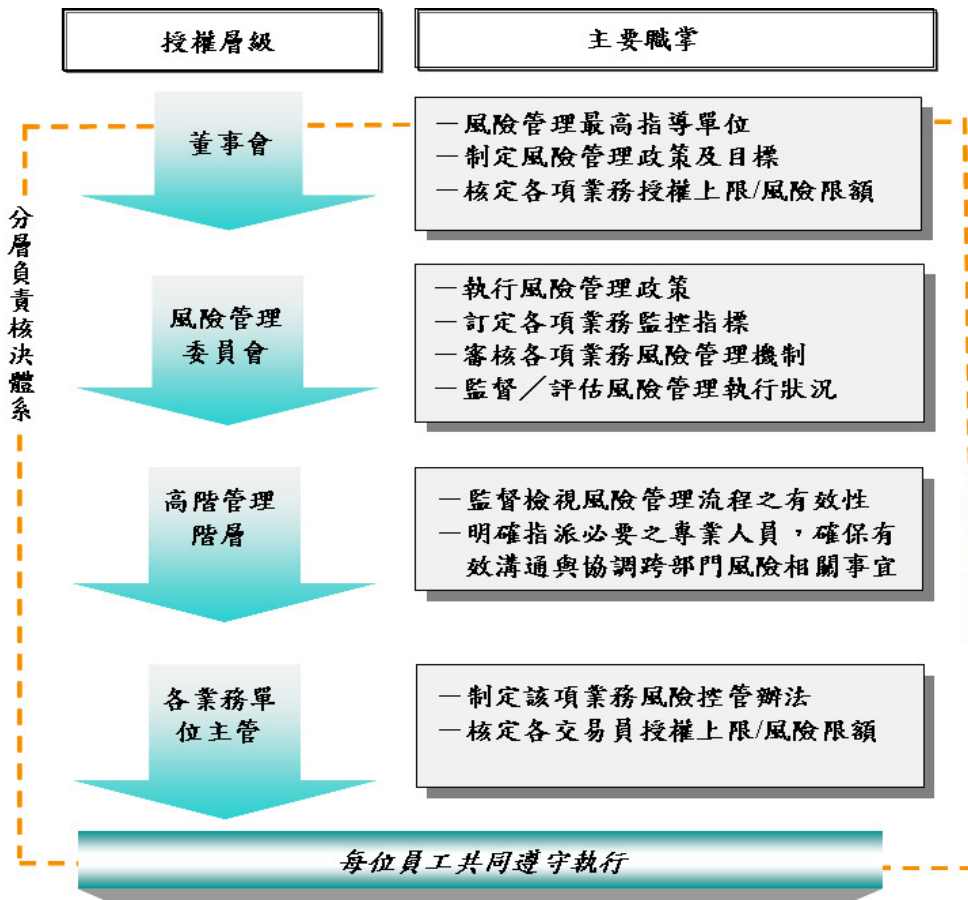 授權層級
主要職掌
分層負責核決體系
董事會
－風險管理最高指導單位
－制定風險管理政策及目標
－核定各項業務授權上限/風險限額
風險管理
委員會
－執行風險管理政策
－訂定各項業務監控指標
－審核各項業務風險管理機制
－監督／評估風險管理執行狀況
高階管理
階層
－監督檢視風險管理流程之有效性
－明確指派必要之專業人員，確保有
效溝通與協調跨部門風險相關事宜
各業務單
位主管
－制定該項業務風險控管辦法
－核定各交易員授權上限/風險限額
每位員工共同遵守執行